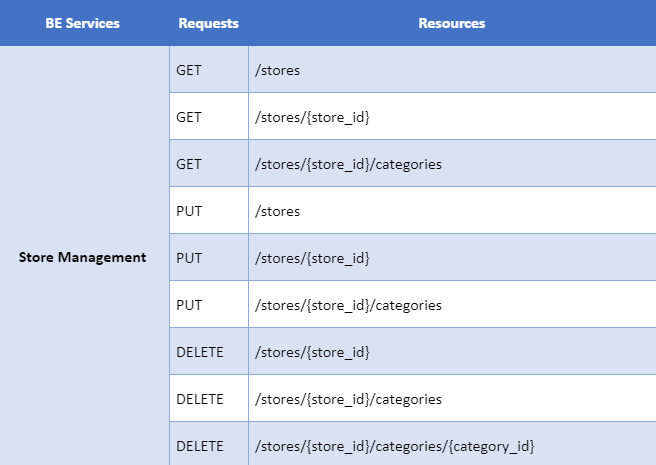 BE Services Requests Resources
GET /stores
GET /stores/{store_id}
GET /stores/{store_id}/categories
PUT /stores
Store Management PUT /stores/{store_id}
PUT /stores/{store_id}/categories
DELETE /stores/{store_id}
DELETE /stores/{store_id}/categories
DELETE /stores/{store_id}/categories/{category_id}